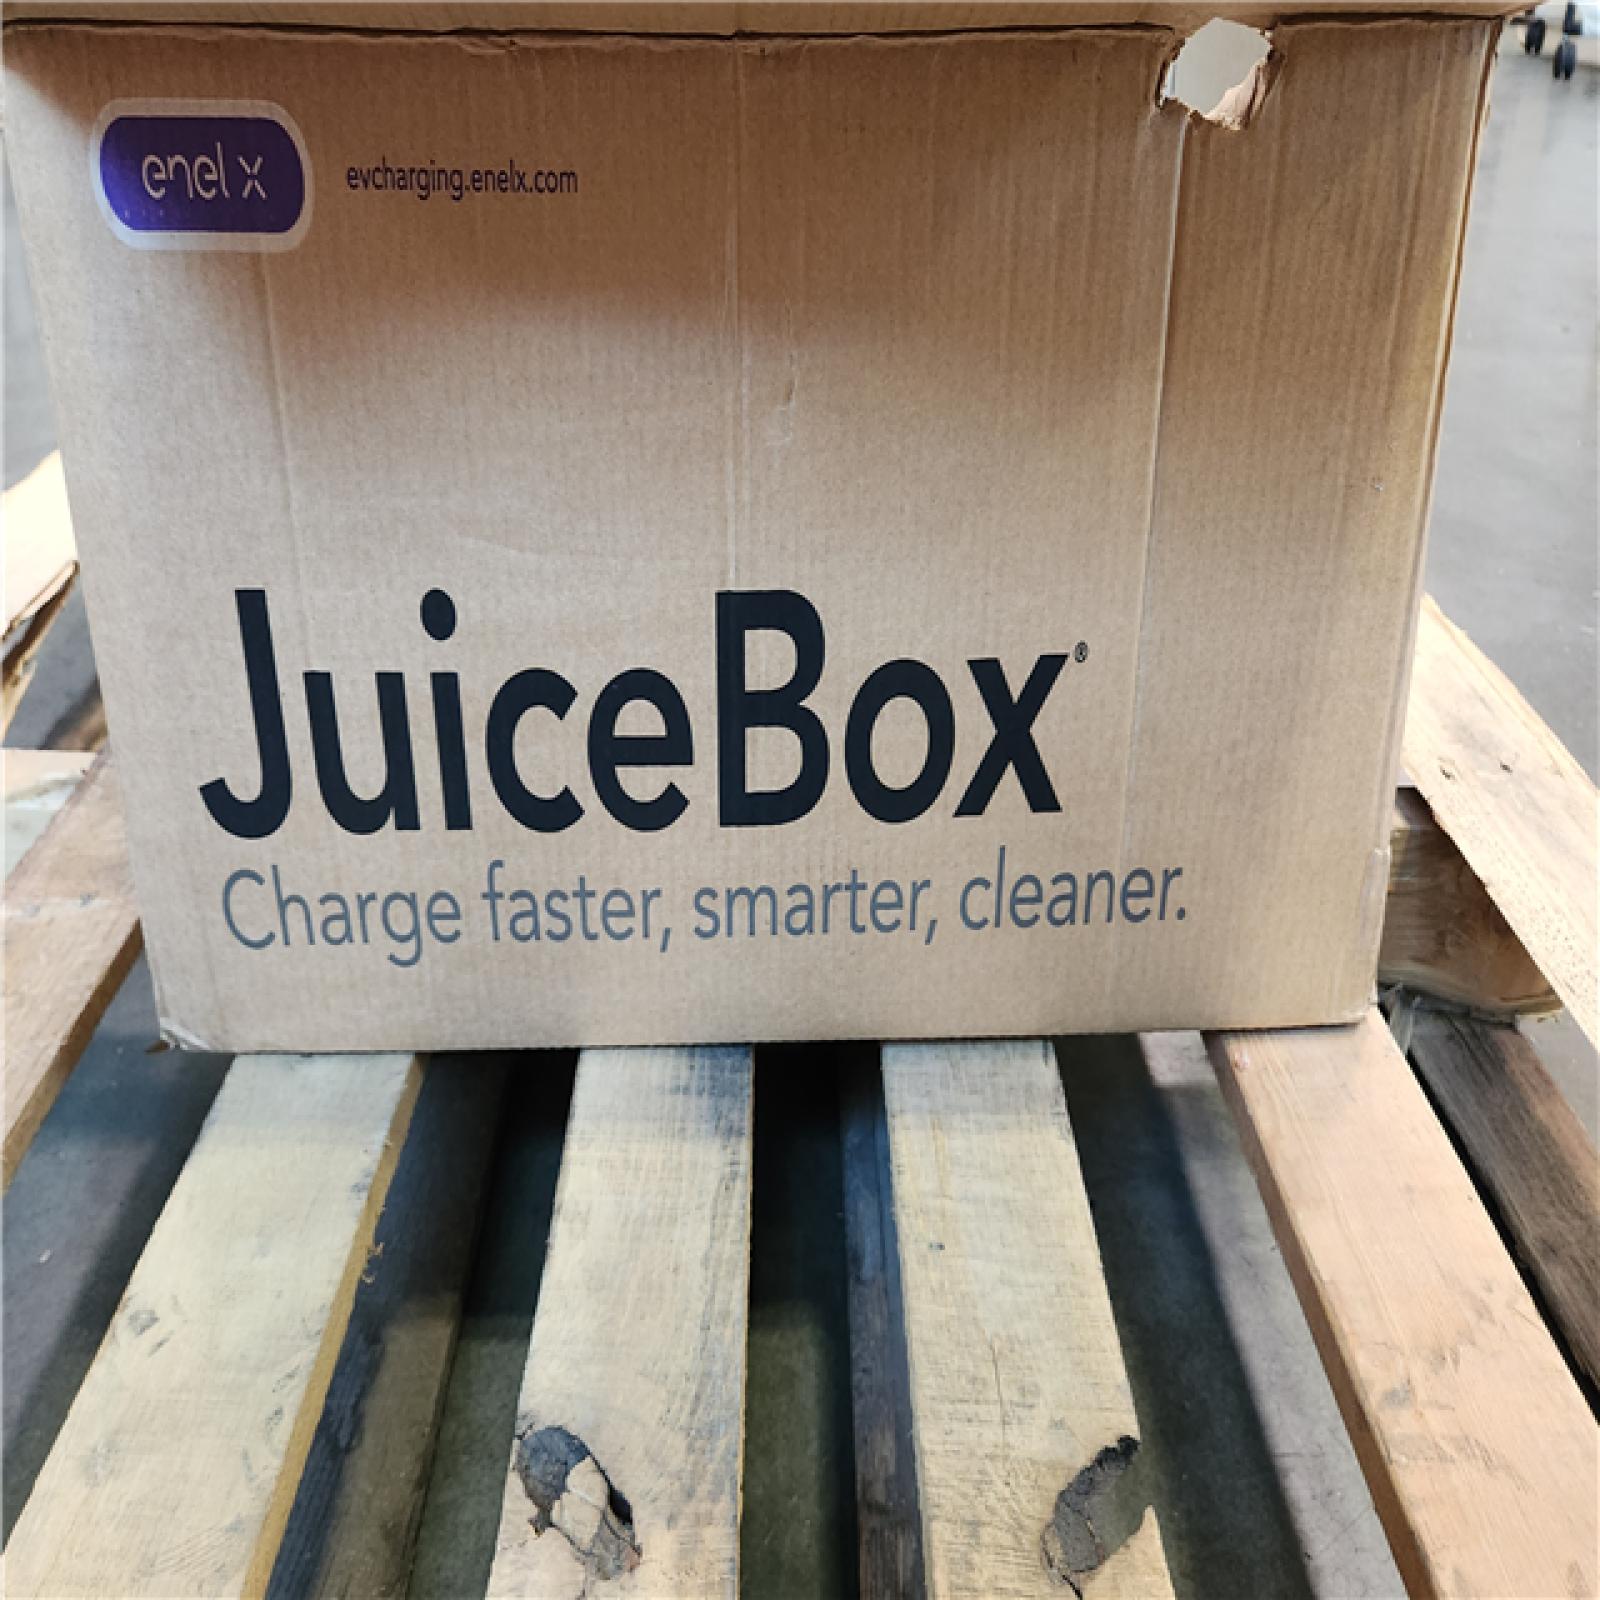 enel x
evcharging.enelx.com
JuiceBox®
Charge faster, smarter, cleaner.